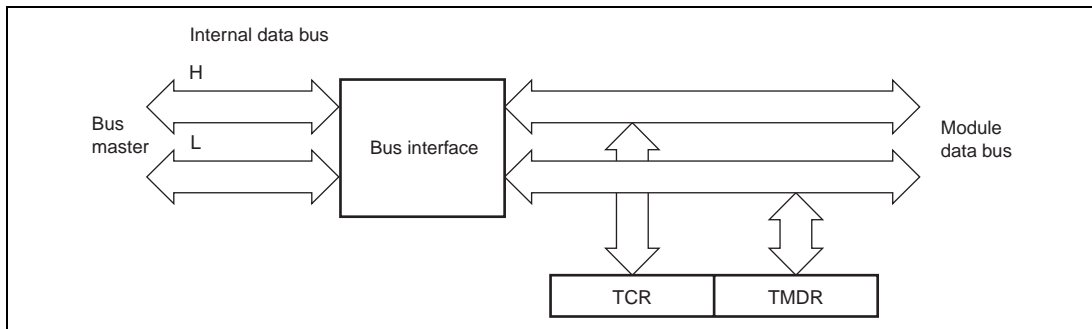 Internal data bus
H
Bus
master
L
Bus interface
Module
data bus
TCR
TMDR